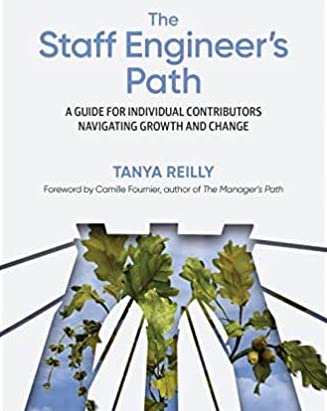 The
Staff Engineer's
Path
A GUIDE FOR INDIVIDUAL CONTRIBUTORS
NAVIGATING GROWTH AND CHANGE
TANYA REILLY
Foreword by Camille Fournier, author of The Manager's Path